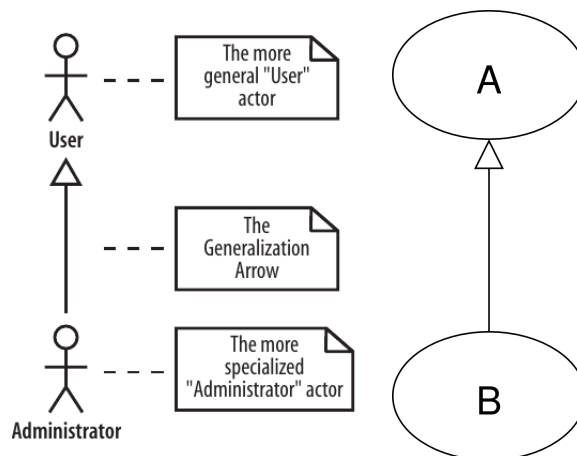 The more
general "User"
actor
User
The
Generalization
Arrow
The more
specialized
"Administrator" actor
Administrator
A
B